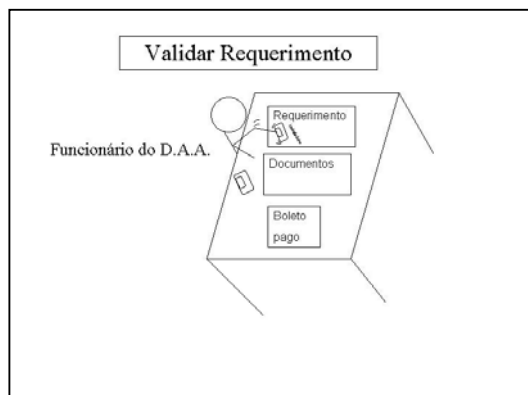 Validar Requerimento
Requerimento
Funcionário do D.A.A.
Documentos
Boleto
pago